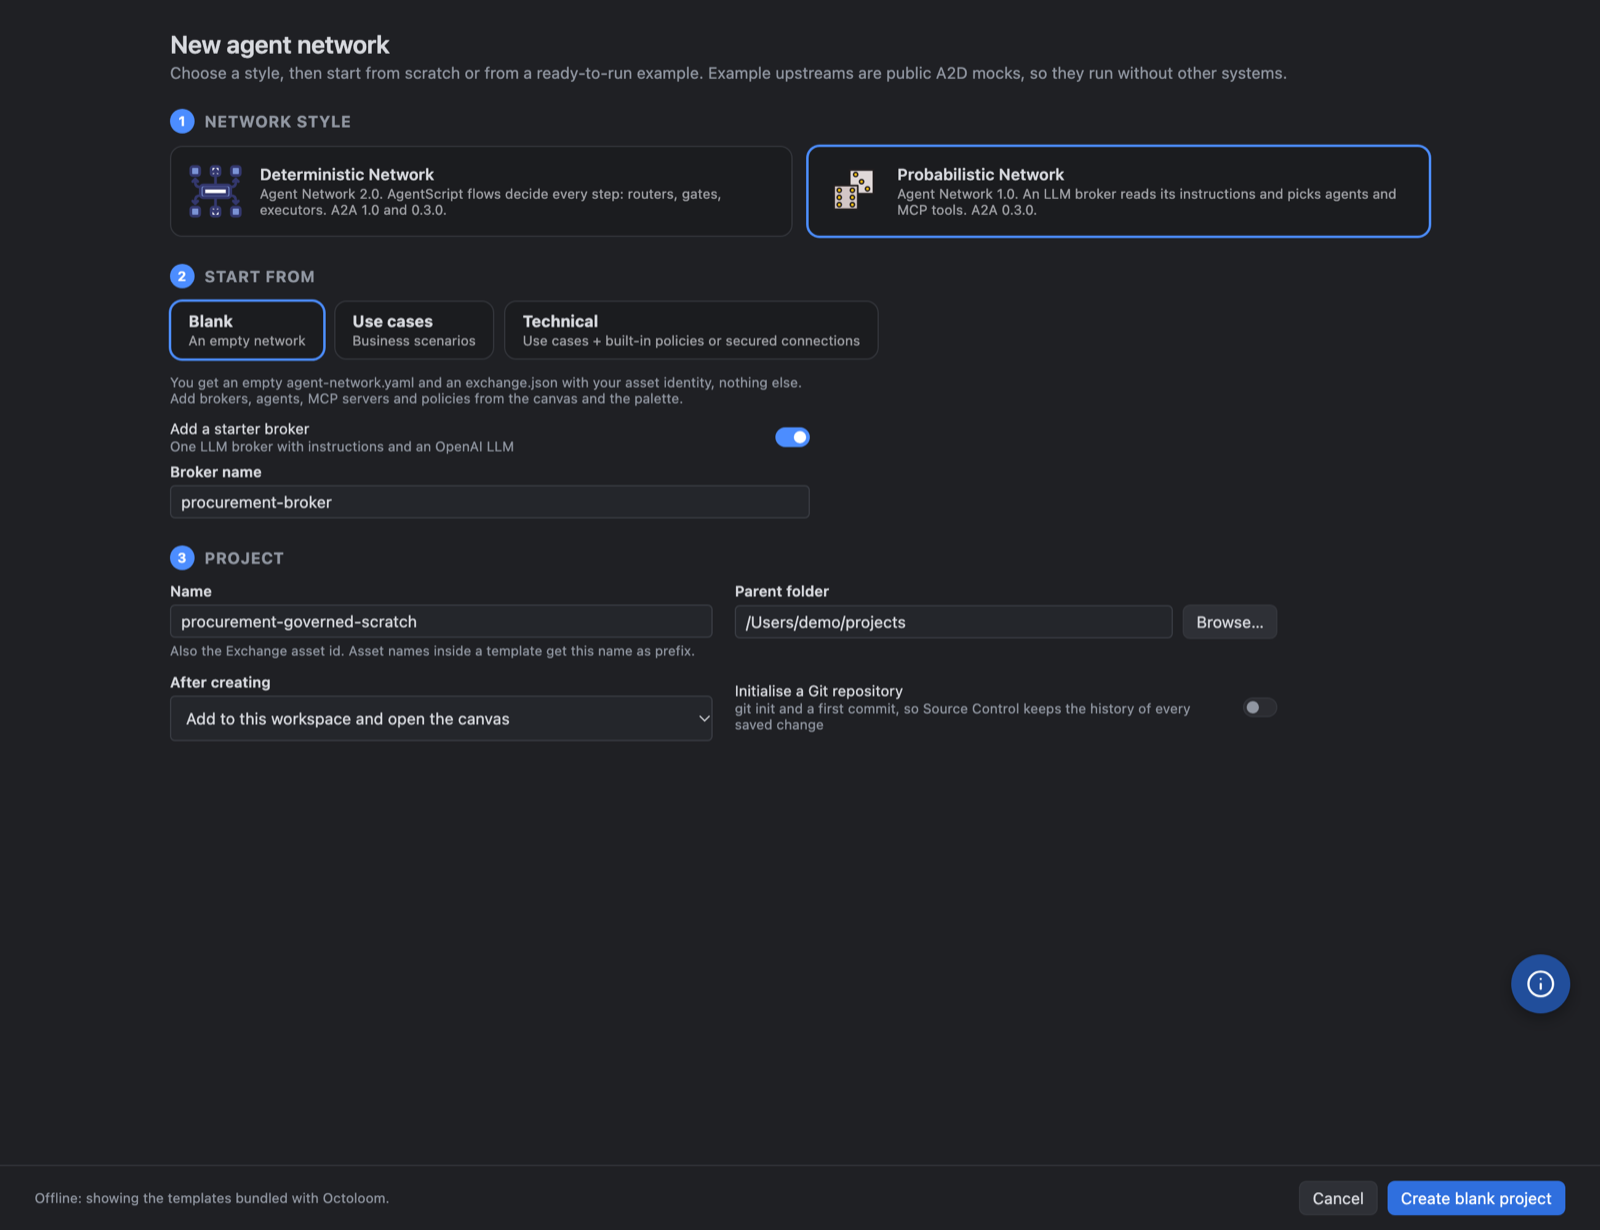 New agent network
Choose a style, then start from scratch or from a ready-to-run example. Example upstreams are public A2D mocks, so they run without other systems.
1 NETWORK STYLE
Deterministic Network
Agent Network 2.0. AgentScript flows decide every step: routers, gates,
executors. A2A 1.0 and 0.3.0.
Probabilistic Network
Agent Network 1.0. An LLM broker reads its instructions and picks agents and
MCP tools. A2A 0.3.0.
2 START FROM
Blank
An empty network
Use cases
Business scenarios
Technical
Use cases + built-in policies or secured connections
You get an empty agent-network.yaml and an exchange.json with your asset identity, nothing else.
Add brokers, agents, MCP servers and policies from the canvas and the palette.
Add a starter broker
One LLM broker with instructions and an OpenAI LLM
Broker name
procurement-broker
3 PROJECT
Name
procurement-governed-scratch
Also the Exchange asset id. Asset names inside a template get this name as prefix.
Parent folder
/Users/demo/projects
Browse...
After creating
Add to this workspace and open the canvas
Initialise a Git repository
git init and a first commit, so Source Control keeps the history of every
saved change
Offline: showing the templates bundled with Octoloom.
Cancel
Create blank project